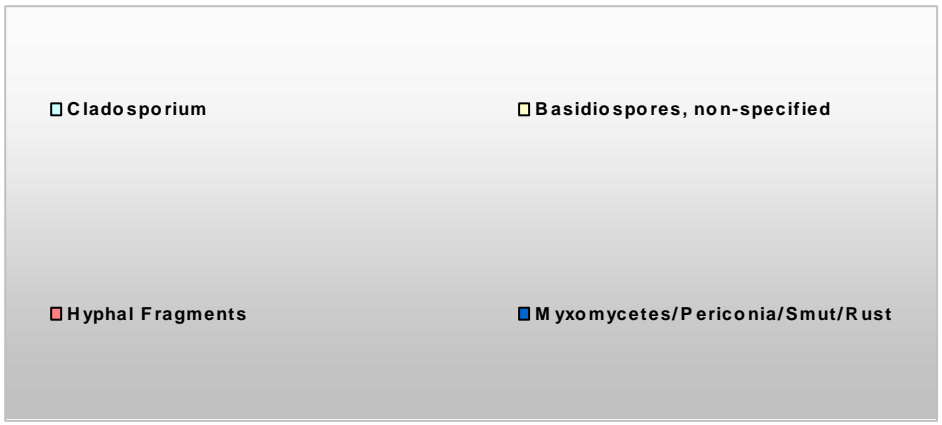 Cladosporium
Basidiospores, non-specified
Hyphal Fragments
Myxomycetes/Periconia/Smut/Rust